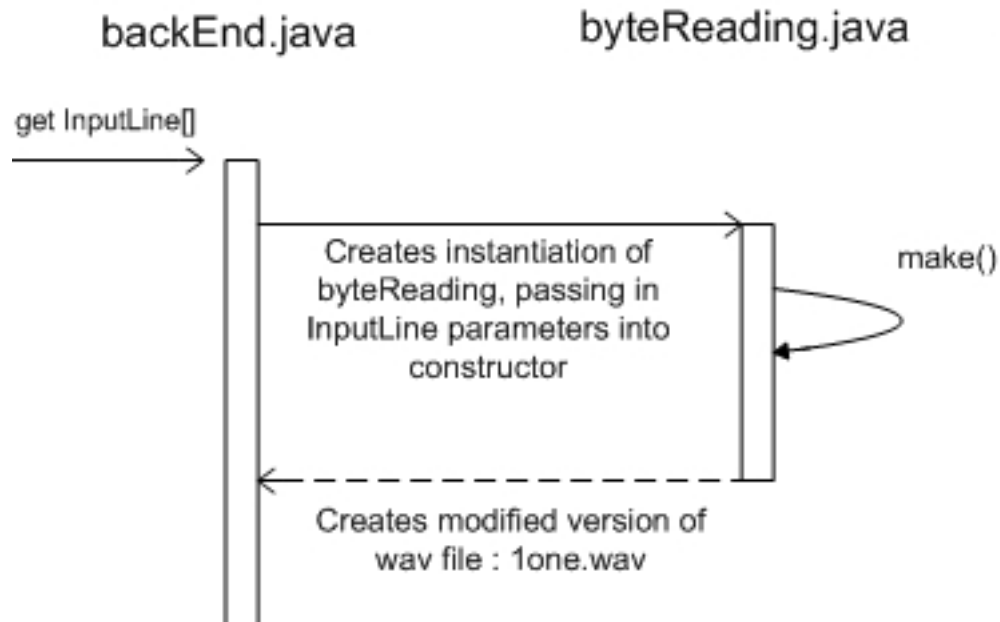 backEnd.java
byteReading.java
get InputLine[]
Creates instantiation of
byteReading, passing in
InputLine parameters into
constructor
make()
Creates modified version of
wav file : 1one.wav